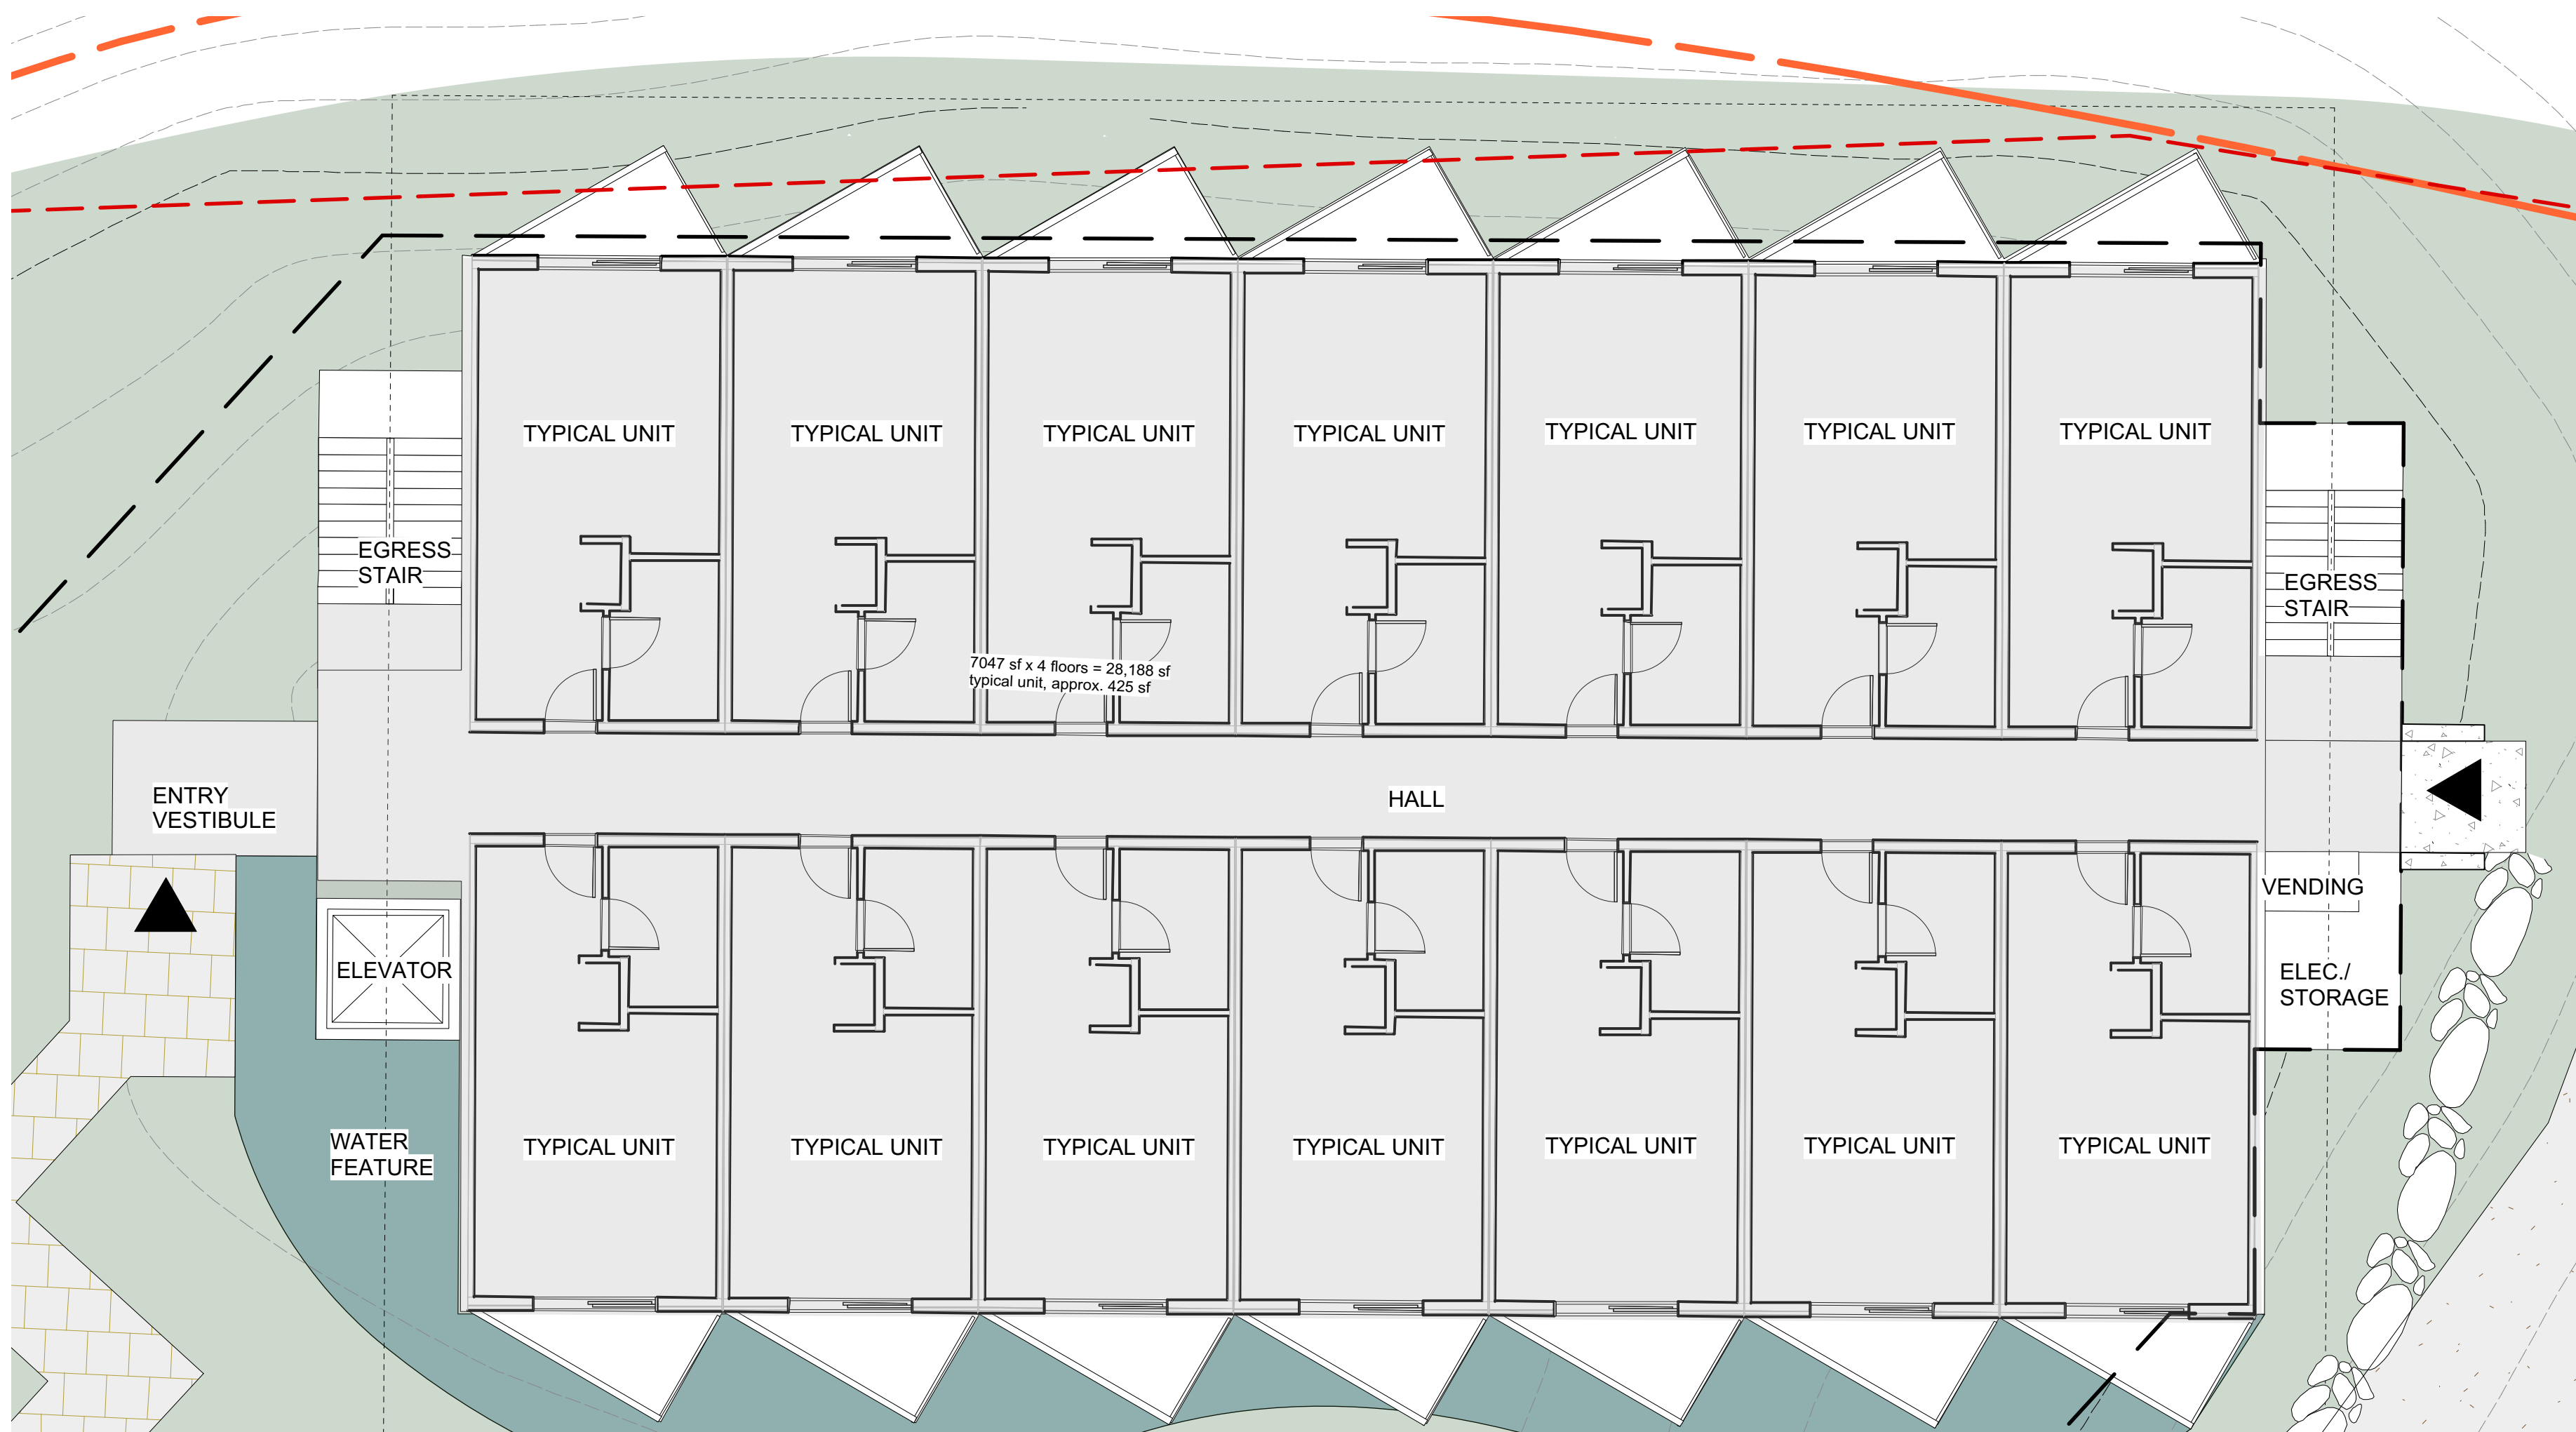 TYPICAL UNIT
TYPICAL UNIT
TYPICAL UNIT
TYPICAL UNIT
TYPICAL UNIT
TYPICAL UNIT
TYPICAL UNIT
EGRESS
STAIR
EGRESS
STAIR
7047 sf x 4 floors = 28,188 sf
typical unit, approx. 425 sf
ENTRY
VESTIBULE
HALL
VENDING
ELEVATOR
ELEC./
STORAGE
WATER
FEATURE
TYPICAL UNIT
TYPICAL UNIT
TYPICAL UNIT
TYPICAL UNIT
TYPICAL UNIT
TYPICAL UNIT
TYPICAL UNIT